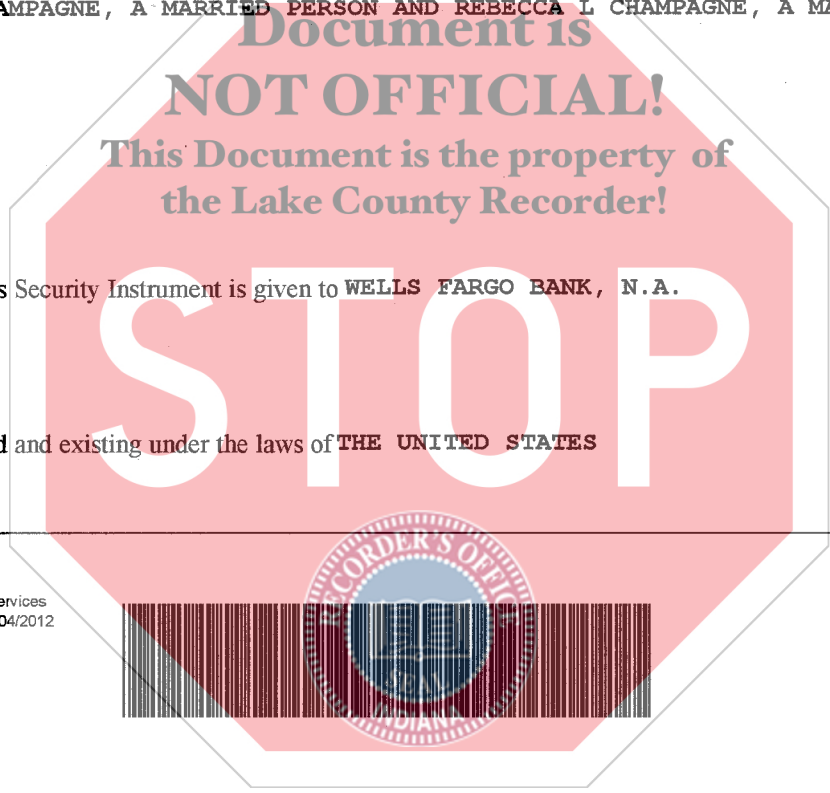 AMPAGNE, A MARRIED PERSON AND REBECCA L CHAMPAGNE, A MA
Document is
NOT OFFICIAL!
This Document is the property of
the Lake County Recorder!
s Security Instrument is given to WELLS FARGO BANK, N.A.
STOP
d and existing under the laws of THE UNITED STATES
RECORDER'S OFFICE
ervices
04/2012
SEAL
INDIANA